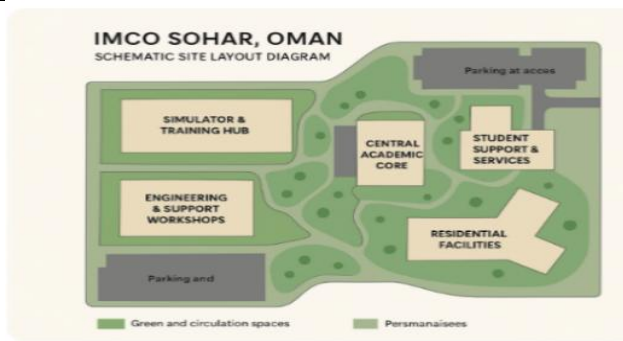 IMCO SOHAR, OMAN
SCHEMATIC SITE LAYOUT DIAGRAM
Parking at acces
SIMULATOR &
TRAINING HUB
CENTRAL
ACADEMIC
CORE
STUDENT
SUPPORT &
SERVICES
ENGINEERING
& SUPPORT
WORKSHOPS
RESIDENTIAL
FACILITIES
Parking and
Green and circulation spaces
Persmanaisees